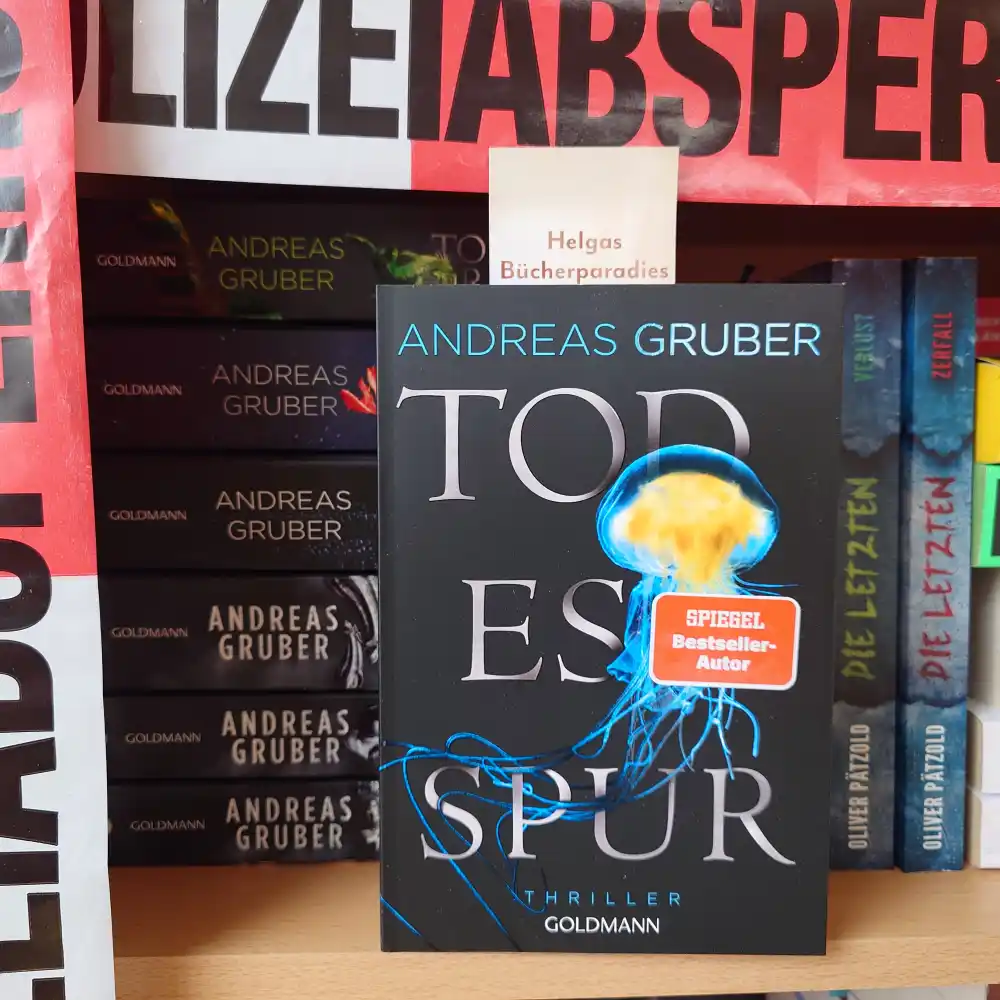 POLIZEIABSPER
Helgas
Bücherparadies
GOLDMANN
ANDREAS
GRUBER
TO
GOLDMANN
ANDREAS
GRUBER
GOLDMANN
ANDREAS
GRUBER
GOLDMANN
ANDREAS
GRUBER
GOLDMANN
ANDREAS
GRUBER
GOLDMANN
ANDREAS
GRUBER
ANDREAS GRUBER
TOD
ES
SPUR
SPIEGEL
Bestseller-
Autor
THRILLER
GOLDMANN
OLIVER PÄTZOLD
DIE LETZTEN
VERLUST
OLIVER PÄTZOLD
DIE LETZTEN
ZERFALL